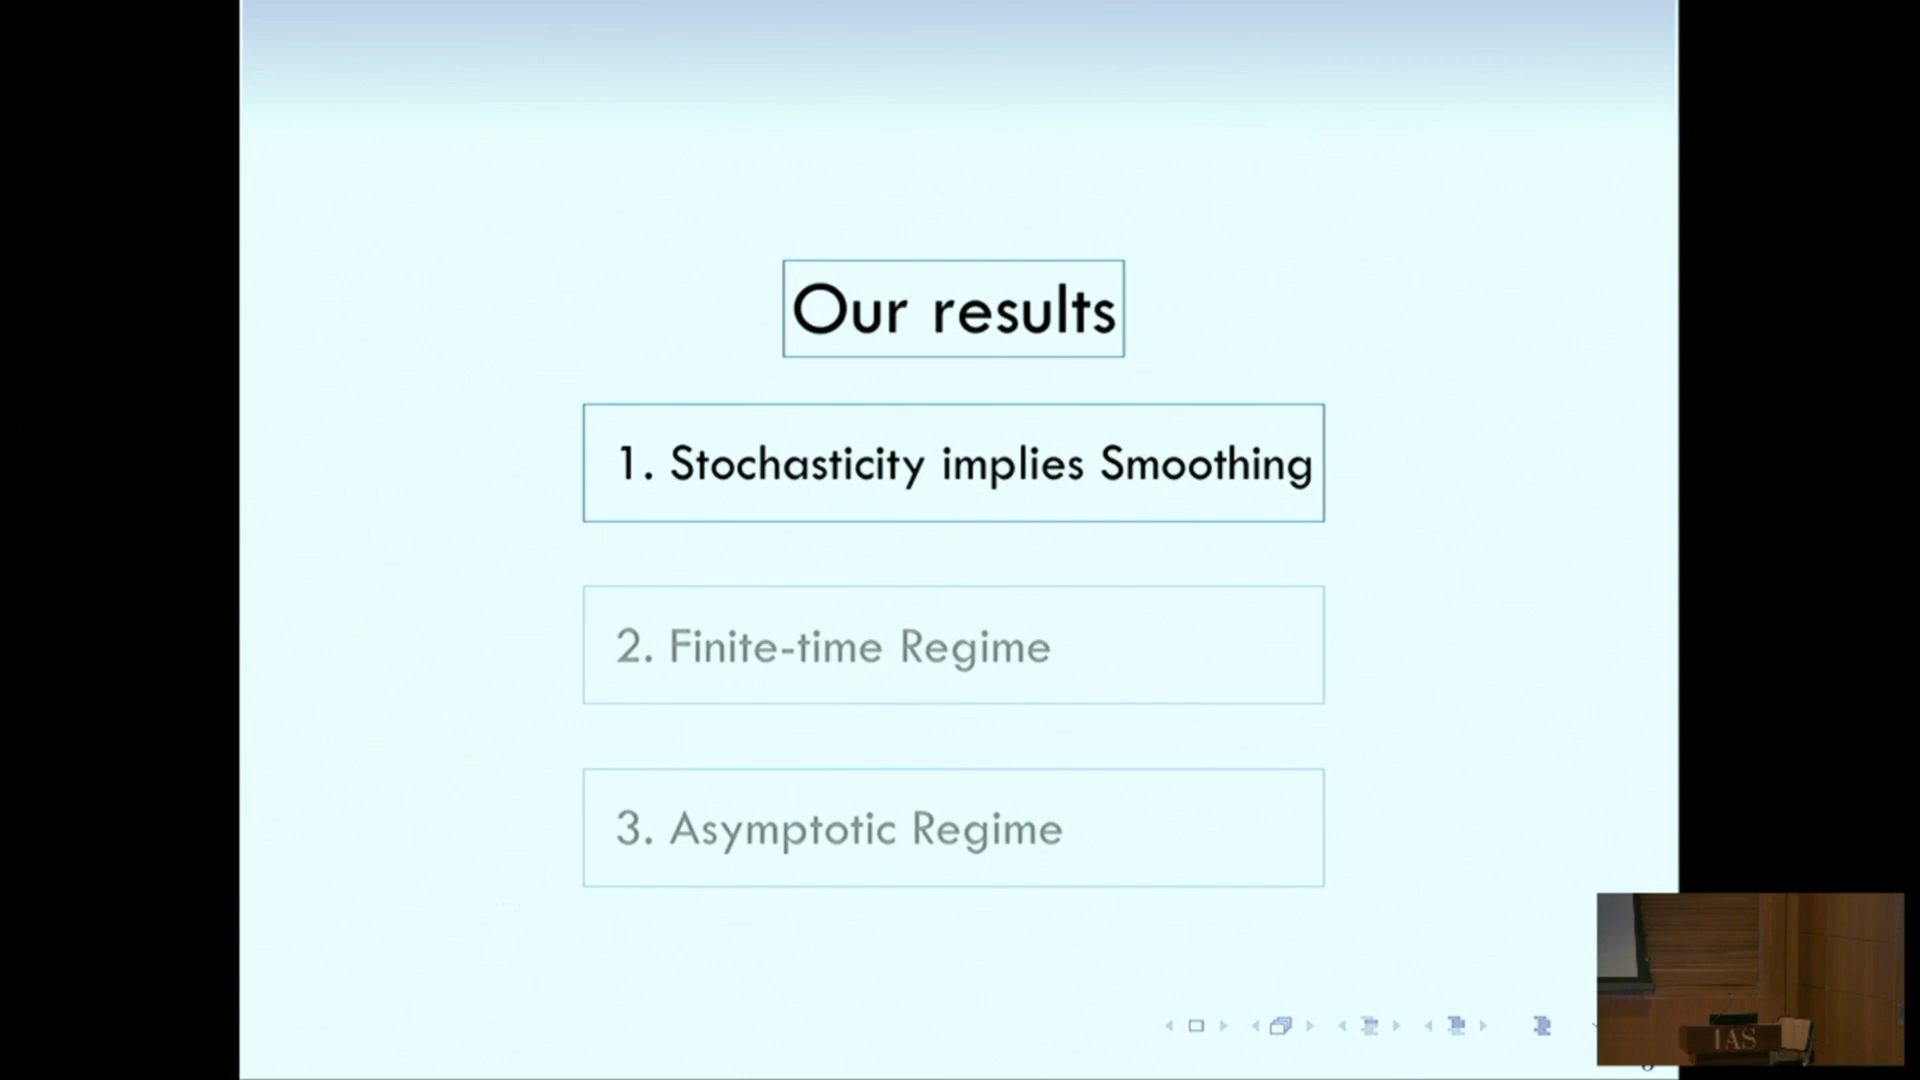 Our results
1. Stochasticity implies Smoothing
2. Finite-time Regime
3. Asymptotic Regime
IAS